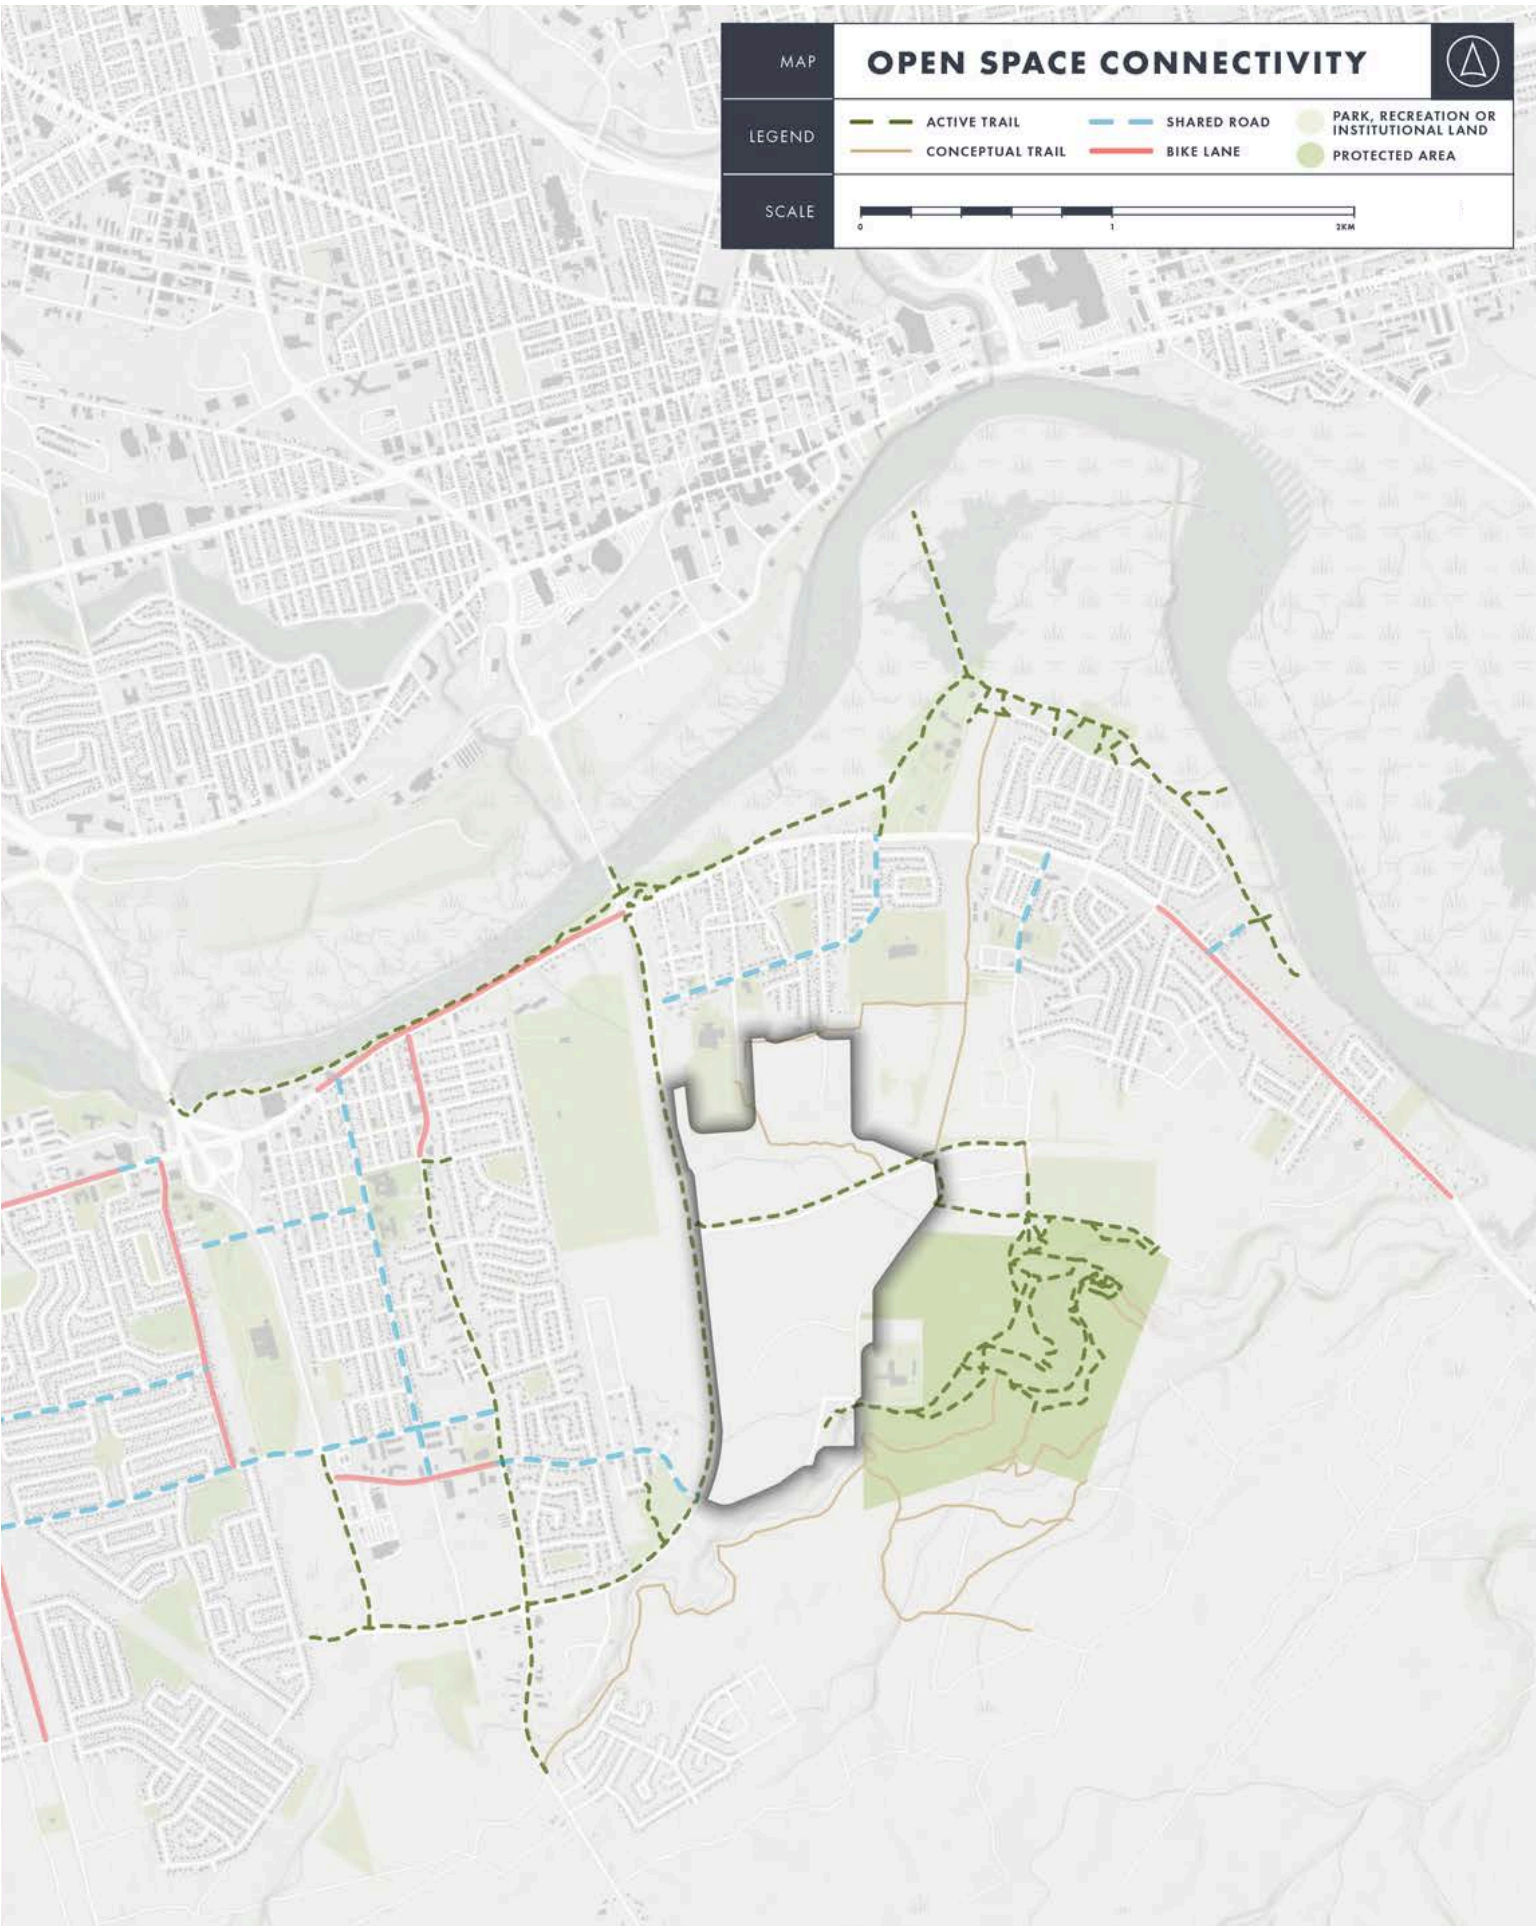 MAP
OPEN SPACE CONNECTIVITY
LEGEND
ACTIVE TRAIL
CONCEPTUAL TRAIL
SHARED ROAD
BIKE LANE
PARK, RECREATION OR
INSTITUTIONAL LAND
PROTECTED AREA
SCALE
0
1
2KM